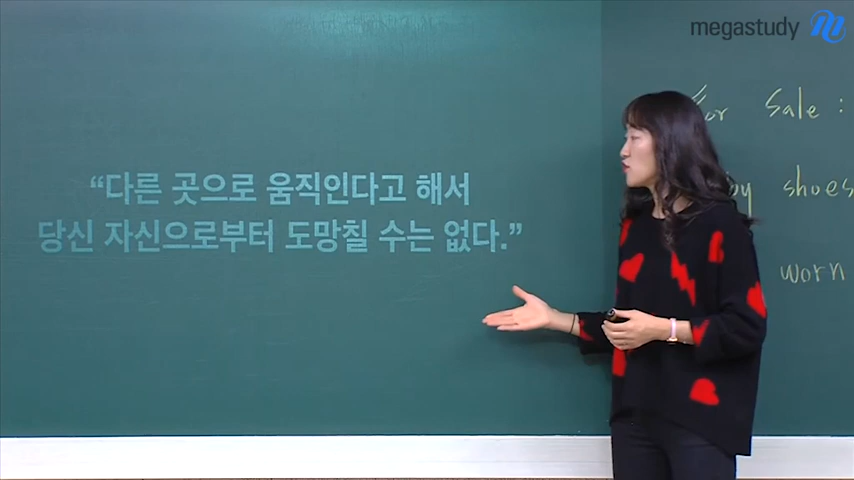 megastudy
“다른 곳으로 움직인다고 해서
당신 자신으로부터 도망칠 수는 없다.”
for Sale :
shoes
worn